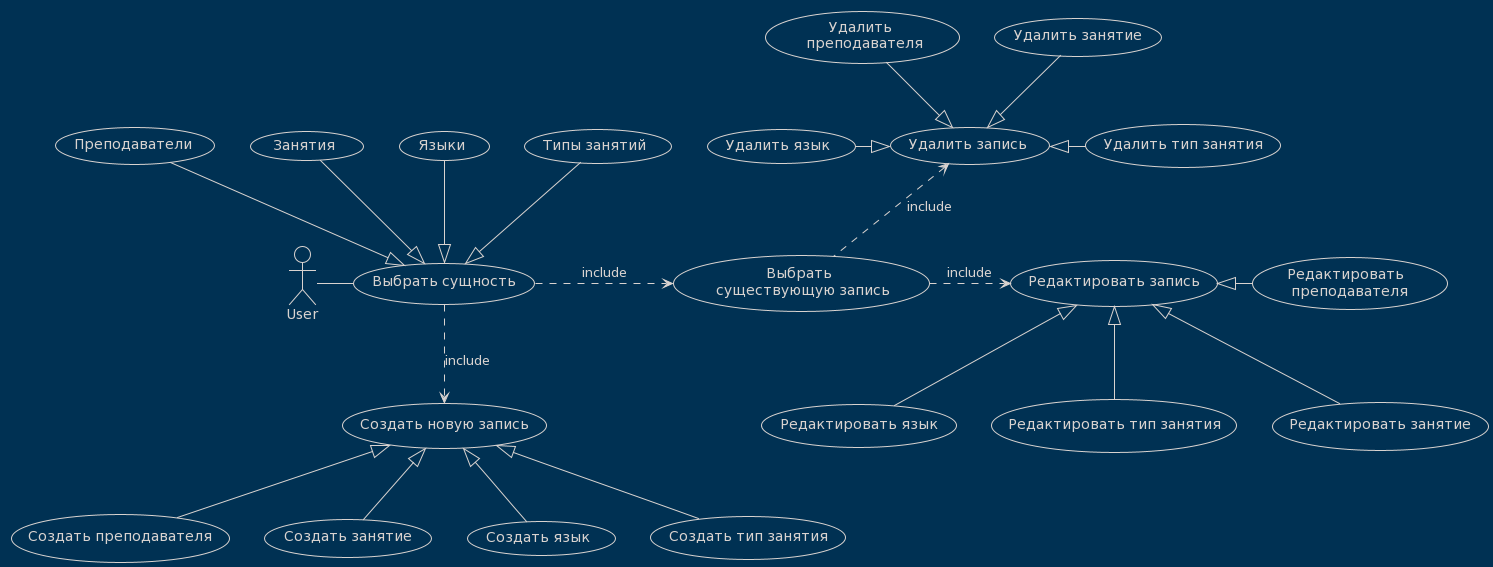 Удалить
преподавателя
Удалить занятие
Преподаватели
Занятия
Языки
Типы занятий
Удалить язык
Удалить запись
Удалить тип занятия
include
User
Выбрать сущность
include
Выбрать
существующую запись
include
Редактировать запись
Редактировать
преподавателя
include
Создать новую запись
Редактировать язык
Редактировать тип занятия
Редактировать занятие
Создать преподавателя
Создать занятие
Создать язык
Создать тип занятия